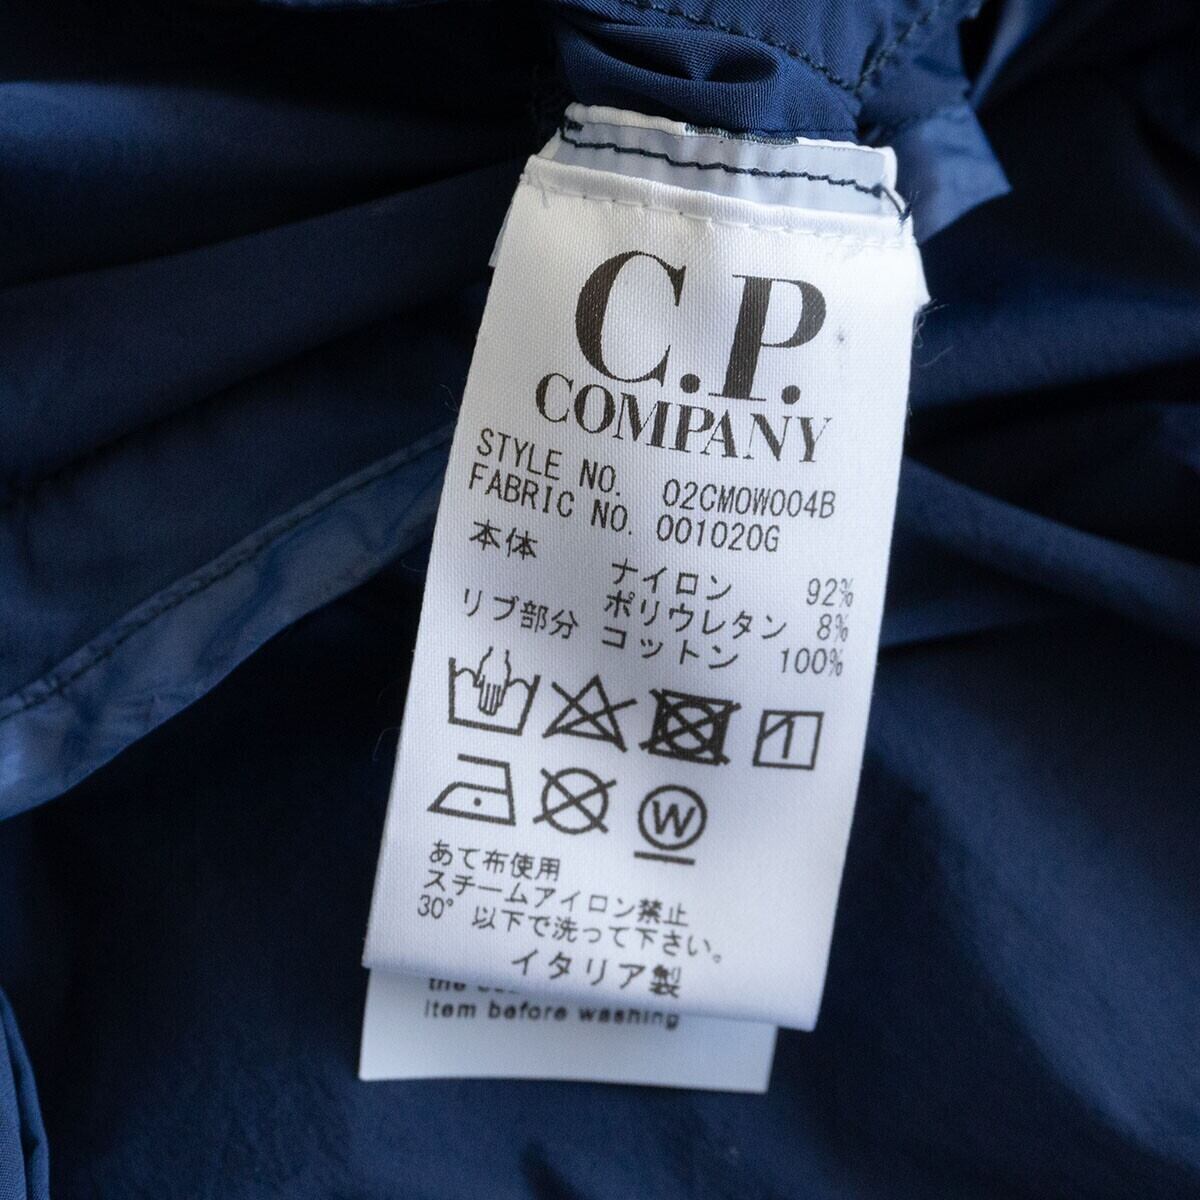 C.P.
COMPANY
STYLE NO. 02CMOW004B
FABRIC NO. 001020G
本体 ナイロン 92%
ポリウレタン 8%
リブ部分 コットン 100%
W
あて布使用
スチームアイロン禁止
30° 以下で洗って下さい。
イタリア製
the
item before washing